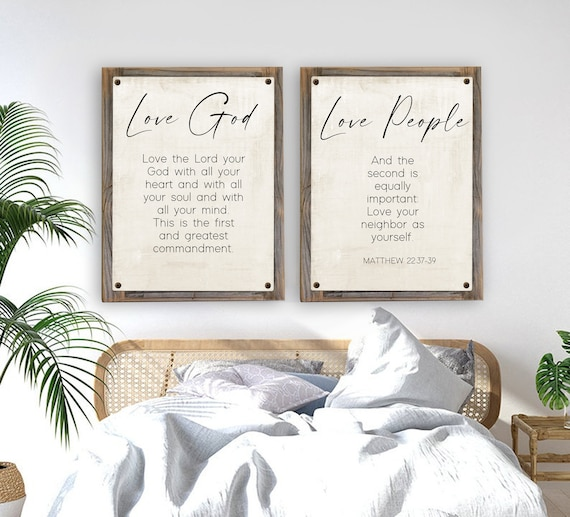 Love God
Love the Lord your
God with all your
heart and with all
your soul and with
all your mind.
This is the first
and greatest
commandment.
Love People
And the
second is
equally
important:
Love your
neighbor as
yourself.
MATTHEW 22:37-39